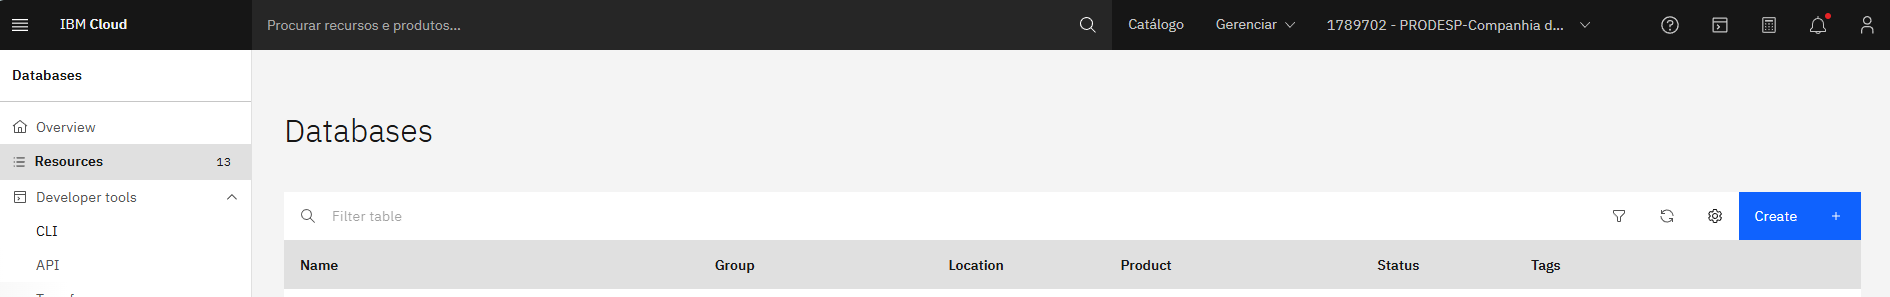 IBM Cloud
Procurar recursos e produtos...
Catálogo
Gerenciar
1789702 - PRODESP-Companhia d...
Databases
Overview
Resources 13
Developer tools
CLI
API
Databases
Filter table
Create +
Name Group Location Product Status Tags